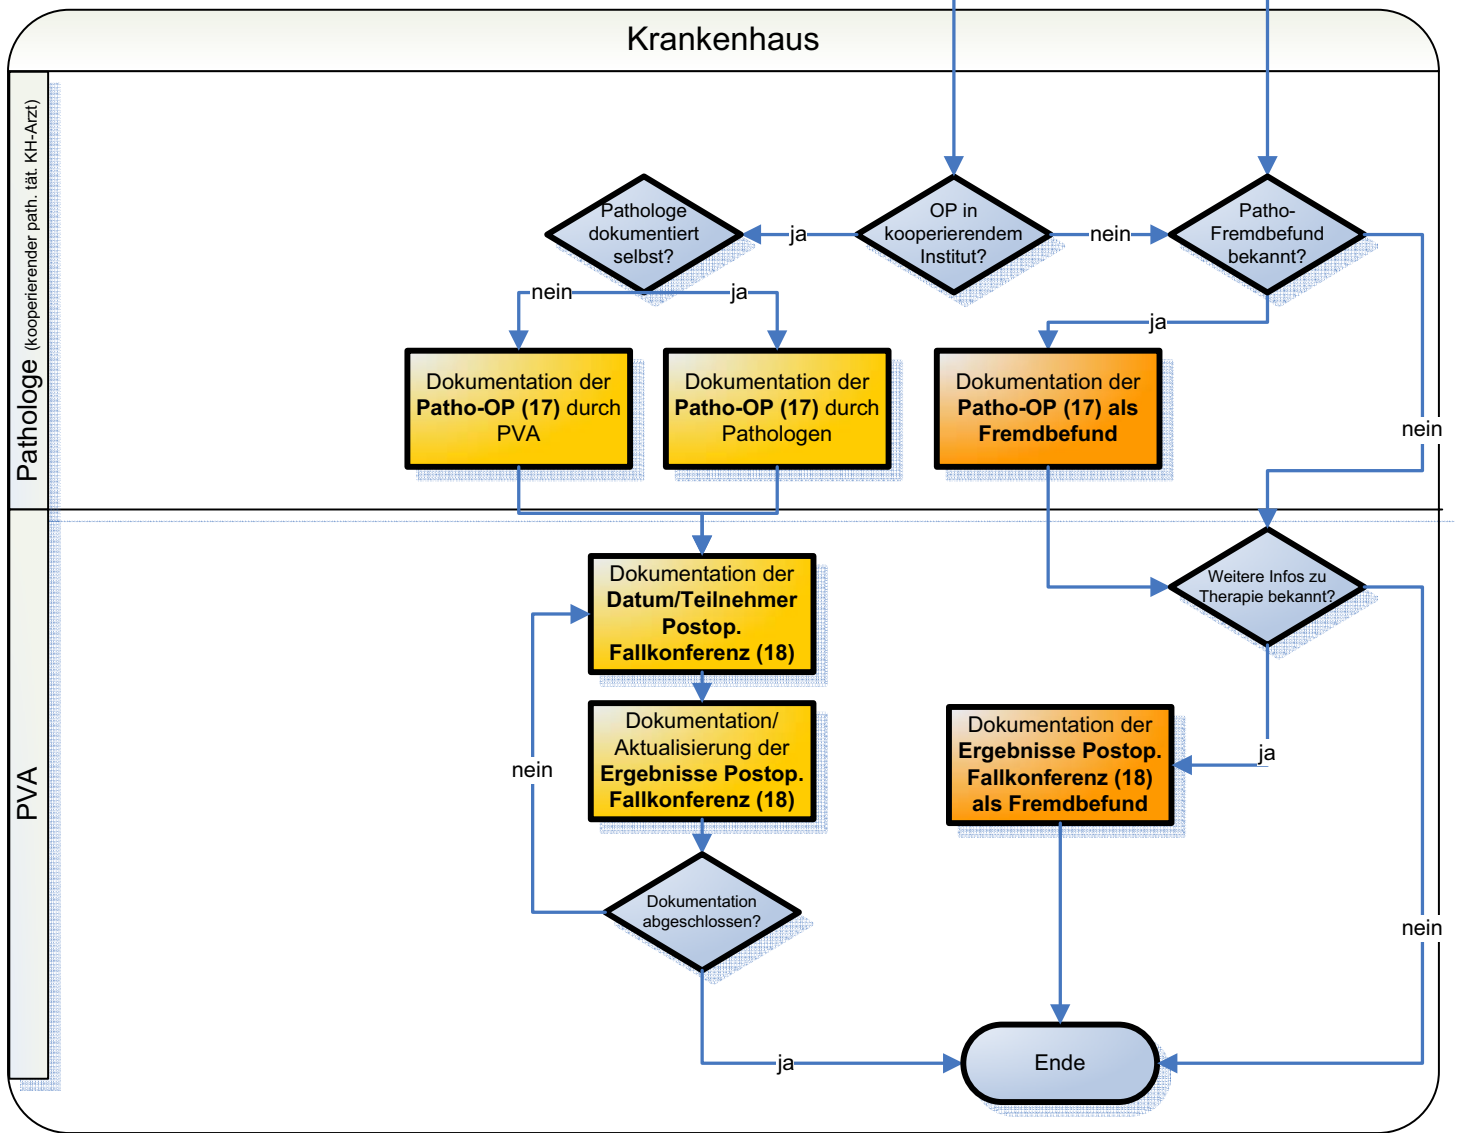 Krankenhaus
Pathologe (kooperierender path. tät. KH-Arzt)
Pathologe
dokumentiert
selbst?
ja
OP in
kooperierendem
Institut?
nein
Patho-
Fremdbefund
bekannt?
nein
ja
ja
Dokumentation der
Patho-OP (17) durch
PVA
Dokumentation der
Patho-OP (17) durch
Pathologen
Dokumentation der
Patho-OP (17) als
Fremdbefund
nein
PVA
Dokumentation der
Datum/Teilnehmer
Postop.
Fallkonferenz (18)
Weitere Infos zu
Therapie bekannt?
nein
Dokumentation/
Aktualisierung der
Ergebnisse Postop.
Fallkonferenz (18)
Dokumentation der
Ergebnisse Postop.
Fallkonferenz (18)
als Fremdbefund
ja
Dokumentation
abgeschlossen?
nein
ja
Ende